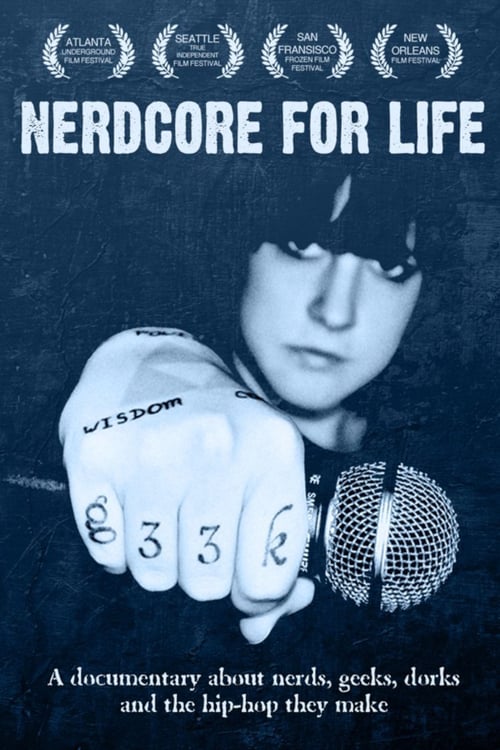 ATLANTA
UNDERGROUND
FILM FESTIVAL
SEATTLE
TRUE
INDEPENDENT
FILM FESTIVAL
SAN
FRANSISCO
FROZEN FILM
FESTIVAL
NEW
ORLEANS
FILM FESTIVAL
NERDCORE FOR LIFE
WISDOM
g33k
A documentary about nerds, geeks, dorks
and the hip-hop they make